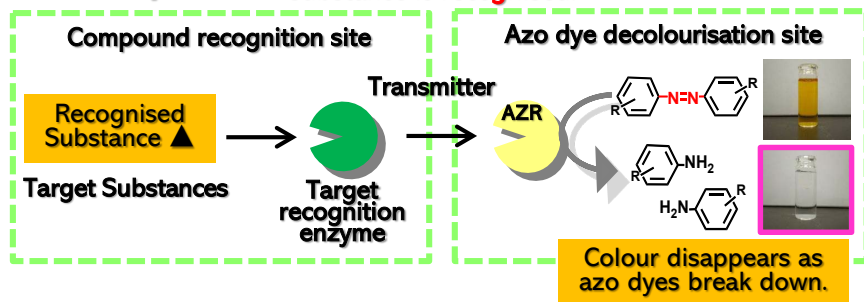 Compound recognition site
Recognised
Substance ▲
Target Substances
Target
recognition
enzyme
Transmitter
Azo dye decolourisation site
AZR
R
N=N
R
R
NH₂
H₂N
R
Colour disappears as
azo dyes break down.